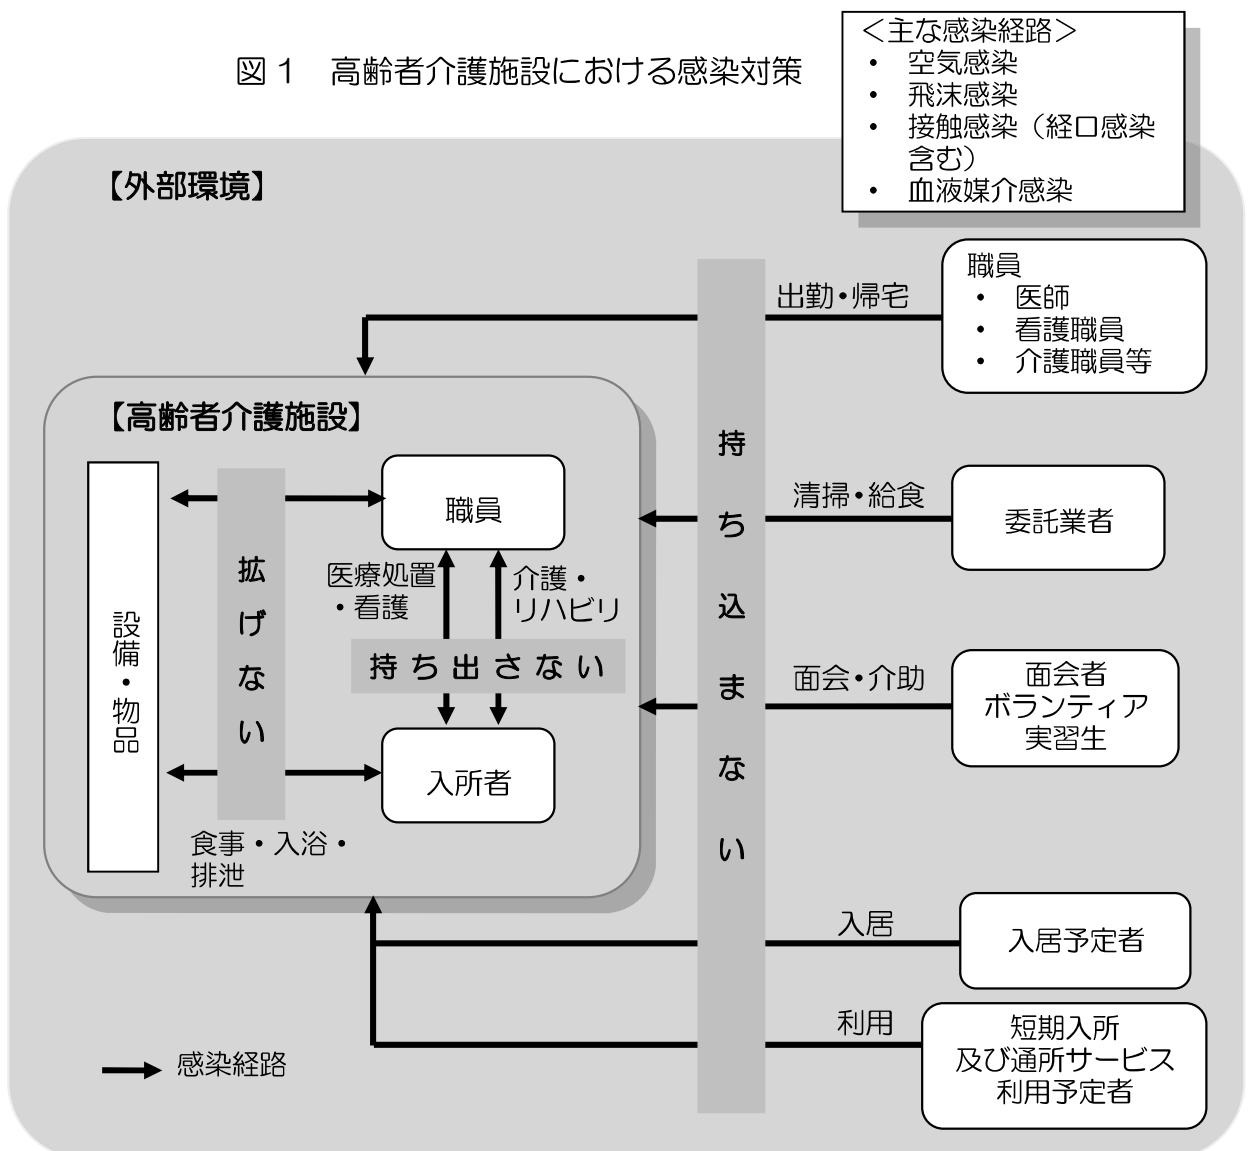 図1　高齢者介護施設における感染対策
＜主な感染経路＞
・ 空気感染
・ 飛沫感染
・ 接触感染（経口感染
含む）
・ 血液媒介感染
【外部環境】
職員
・ 医師
・ 看護職員
・ 介護職員等
出勤・帰宅
【高齢者介護施設】
持ち込まない
清掃・給食
委託業者
職員
拡げない
設備・物品
医療処置
・看護
介護・
リハビリ
持ち出さない
面会・介助
面会者
ボランティア
実習生
入所者
食事・入浴・
排泄
入居
入居予定者
利用
短期入所
及び通所サービス
利用予定者
感染経路